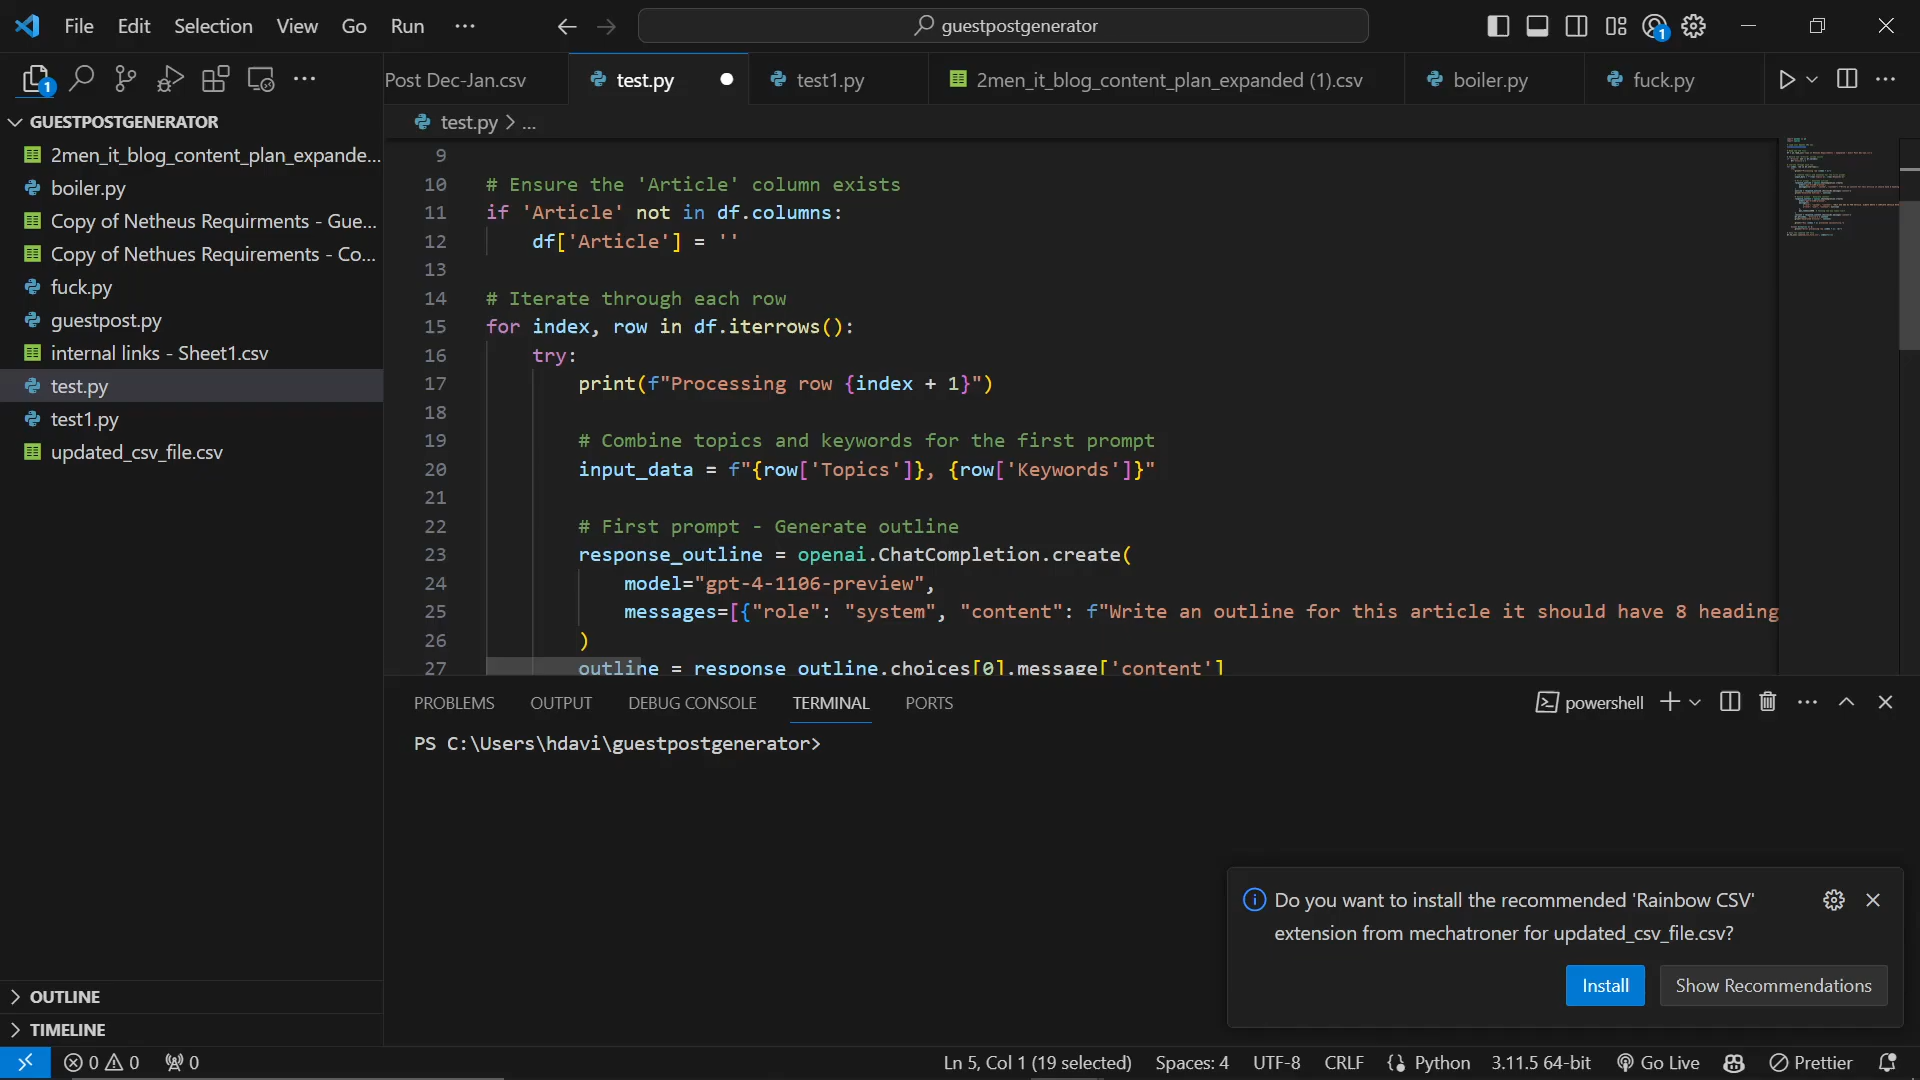 File Edit Selection View Go Run ··· guestpostgenerator 1
1 ··· Post Dec-Jan.csv test.py test1.py 2men_it_blog_content_plan_expanded (1).csv boiler.py fuck.py ···
GUESTPOSTGENERATOR
2men_it_blog_content_plan_expande...
boiler.py
Copy of Netheus Requirments - Gue...
Copy of Nethues Requirements - Co...
fuck.py
guestpost.py
internal links - Sheet1.csv
test.py
test1.py
updated_csv_file.csv
OUTLINE
TIMELINE
test.py > ...
9
10 # Ensure the 'Article' column exists
11 if 'Article' not in df.columns:
12 df['Article'] = ''
13
14 # Iterate through each row
15 for index, row in df.iterrows():
16 try:
17 print(f"Processing row {index + 1}")
18
19 # Combine topics and keywords for the first prompt
20 input_data = f"{row['Topics']}, {row['Keywords']}"
21
22 # First prompt - Generate outline
23 response_outline = openai.ChatCompletion.create(
24 model="gpt-4-1106-preview",
25 messages=[{"role": "system", "content": f"Write an outline for this article it should have 8 heading
26 )
27 outline = response_outline.choices[0].message['content']
PROBLEMS OUTPUT DEBUG CONSOLE TERMINAL PORTS powershell ···
PS C:\Users\hdavi\guestpostgenerator>
Do you want to install the recommended 'Rainbow CSV'
extension from mechatroner for updated_csv_file.csv?
Install Show Recommendations
0 0 0 Ln 5, Col 1 (19 selected) Spaces: 4 UTF-8 CRLF Python 3.11.5 64-bit Go Live Prettier